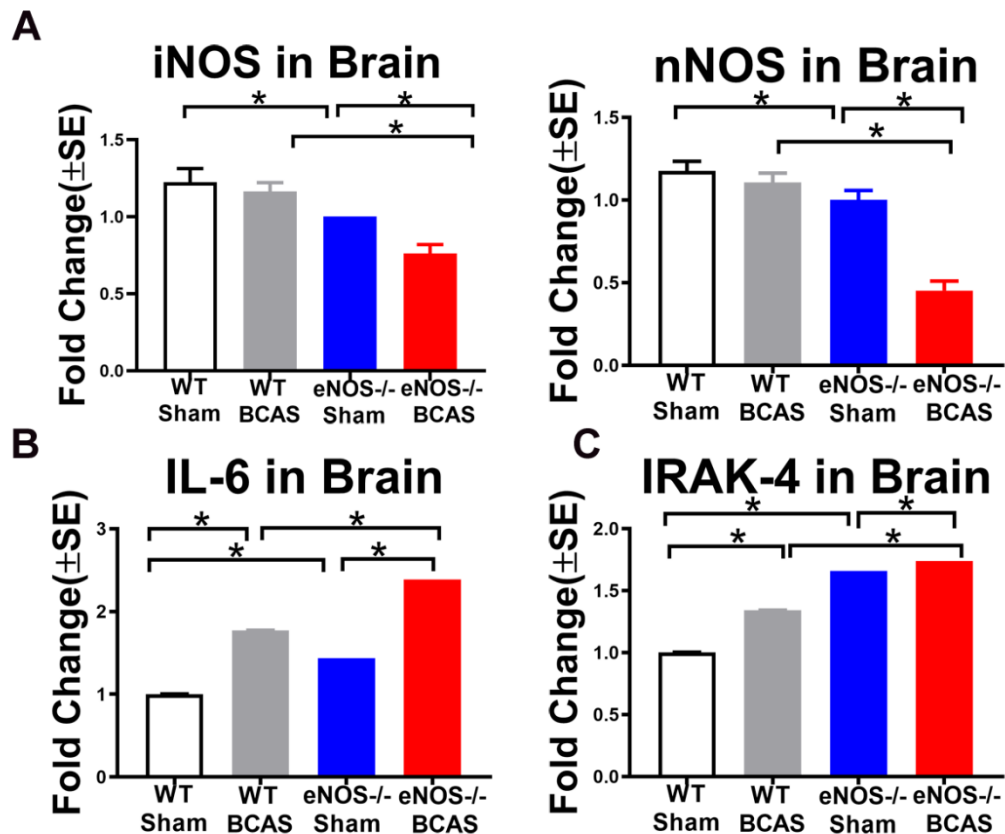 A
iNOS in Brain
* *
*
Fold Change(±SE)
1.5
1.0
0.5
0.0
WT Sham
WT BCAS
eNOS-/- Sham
eNOS-/- BCAS
nNOS in Brain
* *
*
Fold Change(±SE)
1.5
1.0
0.5
0.0
WT Sham
WT BCAS
eNOS-/- Sham
eNOS-/- BCAS
B
IL-6 in Brain
* *
* *
Fold Change(±SE)
3
2
1
0
WT Sham
WT BCAS
eNOS-/- Sham
eNOS-/- BCAS
C
IRAK-4 in Brain
* *
* *
Fold Change(±SE)
2.0
1.5
1.0
0.5
0.0
WT Sham
WT BCAS
eNOS-/- Sham
eNOS-/- BCAS